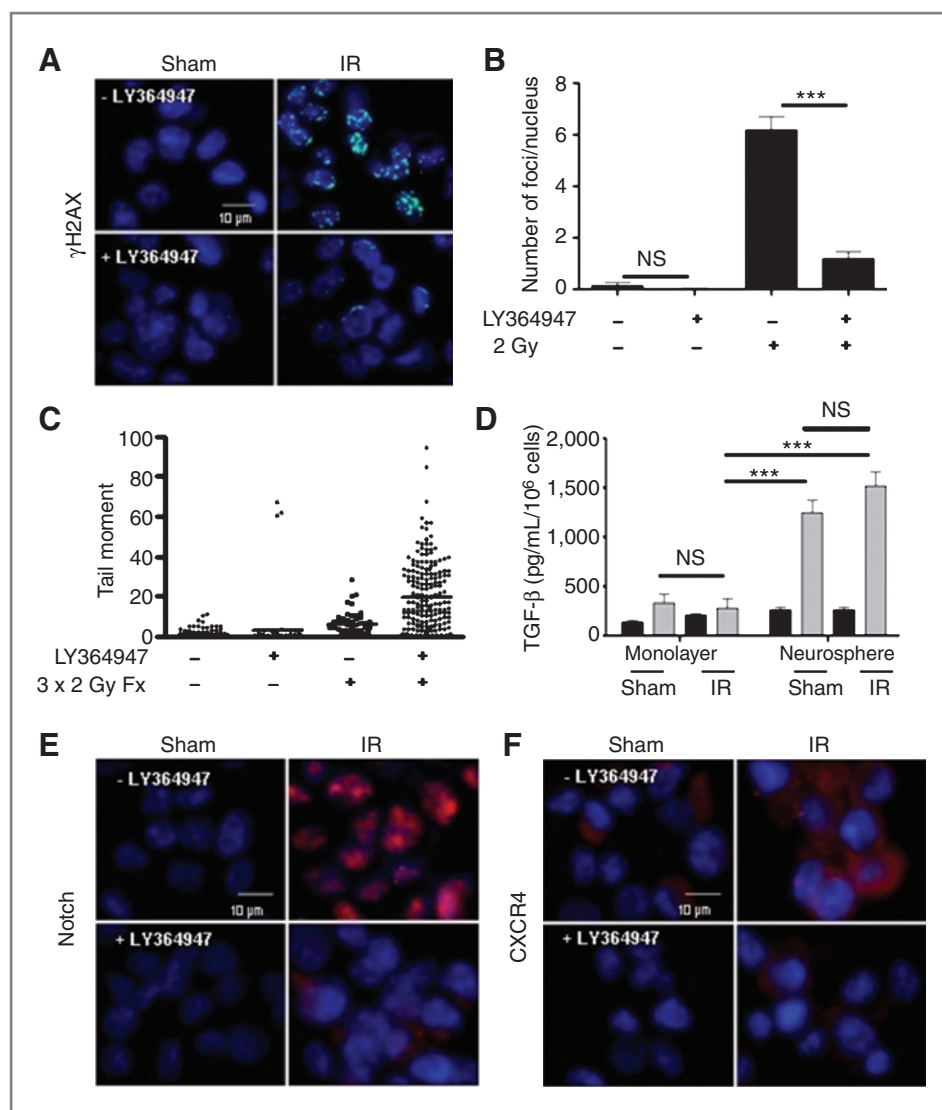 A
Sham
IR
γH2AX
- LY364947
10 μm
+ LY364947
B
Number of foci/nucleus
8
6
4
2
0
NS
***
LY364947 – + – +
2 Gy – – + +
C
Tail moment
100
80
60
40
20
0
LY364947 – + – +
3 x 2 Gy Fx – – + +
D
TGF-β (pg/mL/10⁶ cells)
2,000
1,500
1,000
500
0
NS
***
***
NS
Monolayer Neurosphere
Sham IR Sham IR
E
Sham
IR
Notch
- LY364947
10 μm
+ LY364947
F
Sham
IR
CXCR4
- LY364947
10 μm
+ LY364947